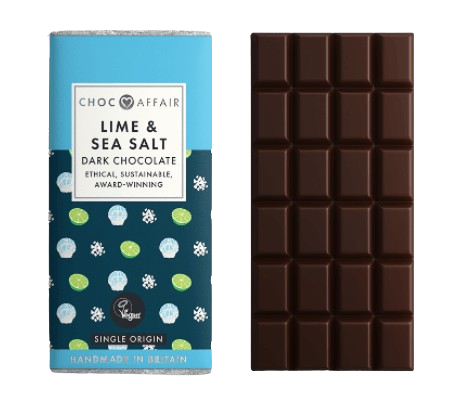 CHOC AFFAIR
LIME &
SEA SALT
DARK CHOCOLATE
ETHICAL, SUSTAINABLE,
AWARD-WINNING
Vegan
SINGLE ORIGIN
HANDMADE IN BRITAIN